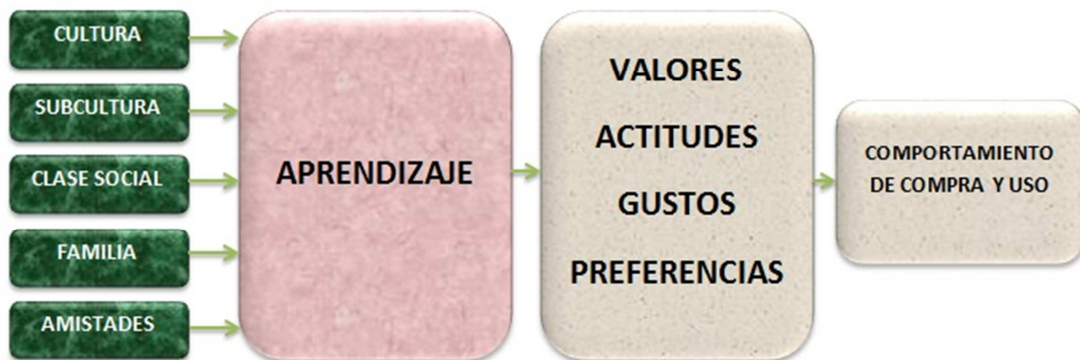 CULTURA
SUBCULTURA
CLASE SOCIAL
FAMILIA
AMISTADES
APRENDIZAJE
VALORES
ACTITUDES
GUSTOS
PREFERENCIAS
COMPORTAMIENTO
DE COMPRA Y USO